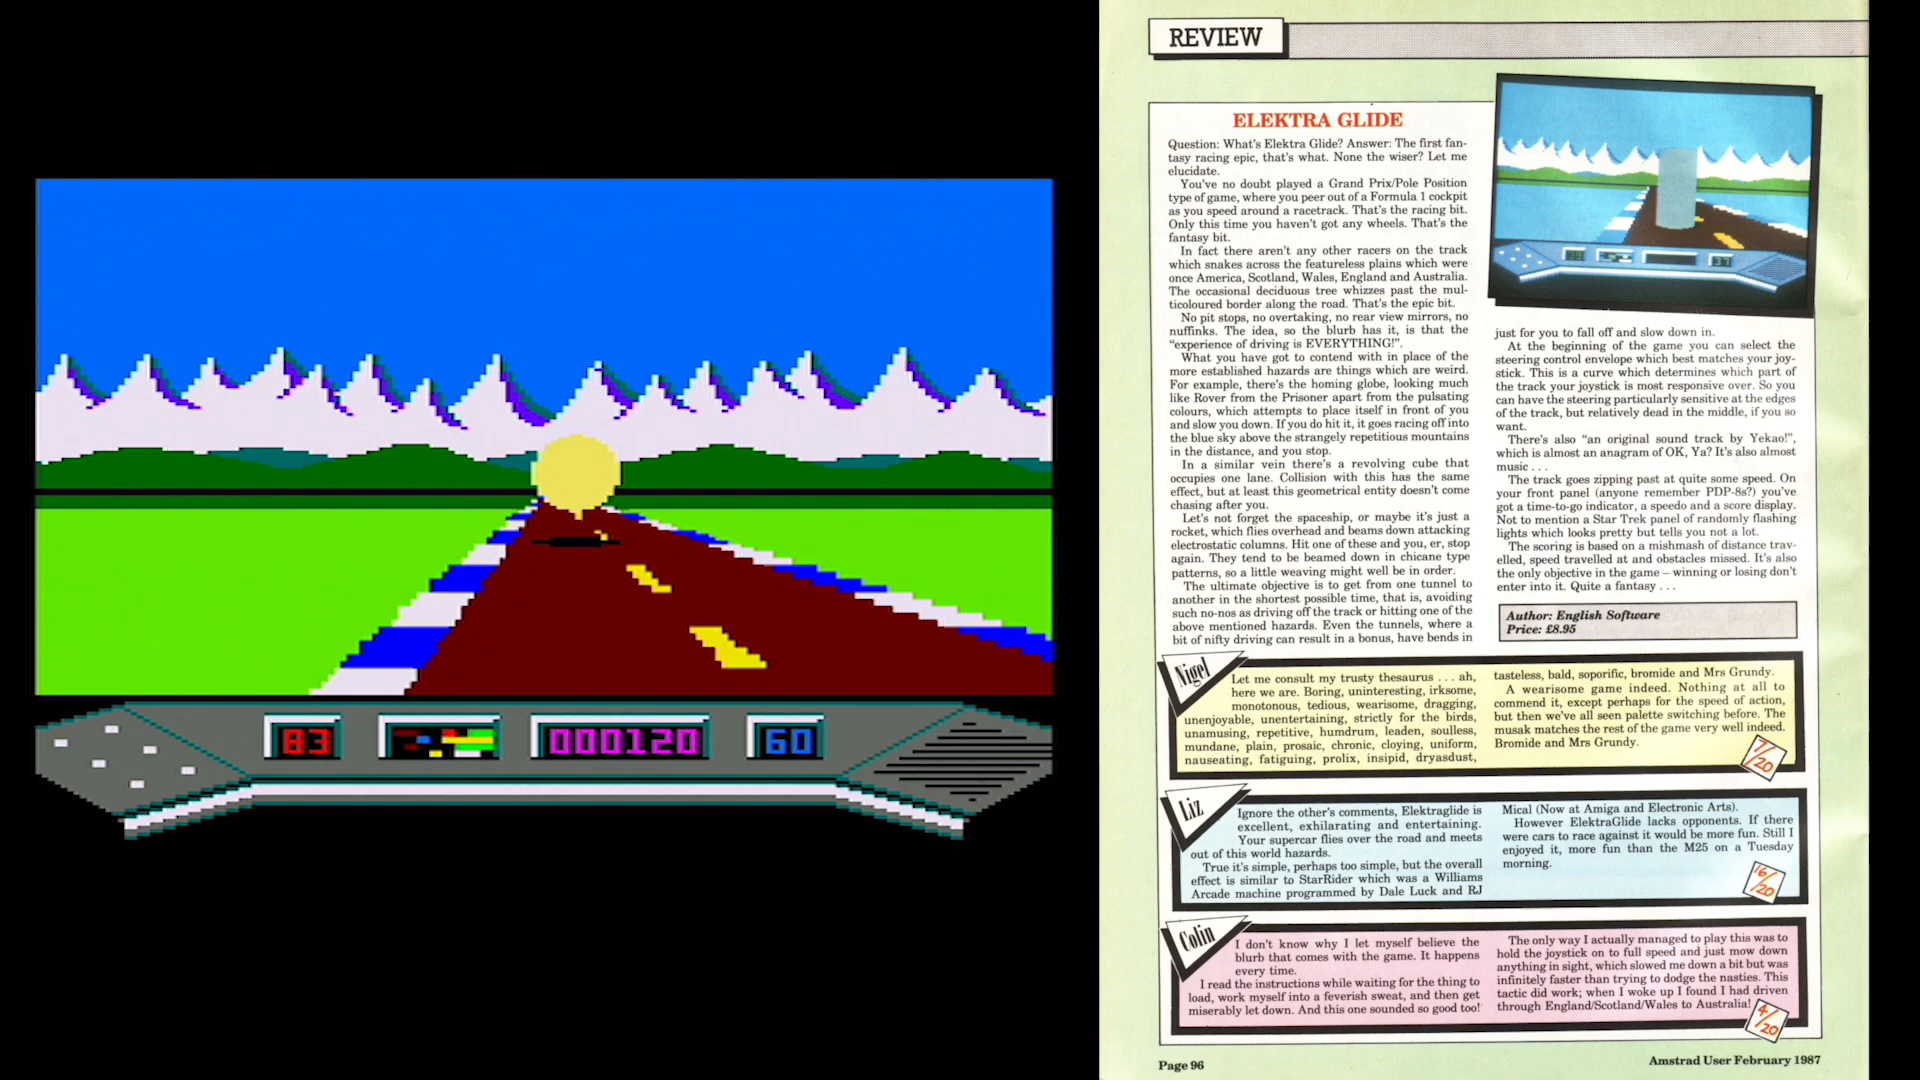 83
000120
60
REVIEW
ELEKTRA GLIDE
Question: What's Elektra Glide? Answer: The first fan-
tasy racing epic, that's what. None the wiser? Let me
elucidate.
You've no doubt played a Grand Prix/Pole Position
type of game, where you peer out of a Formula 1 cockpit
as you speed around a racetrack. That's the racing bit.
Only this time you haven't got any wheels. That's the
fantasy bit.
In fact there aren't any other racers on the track
which snakes across the featureless plains which were
once America, Scotland, Wales, England and Australia.
The occasional deciduous tree whizzes past the mul-
ticoloured border along the road. That's the epic bit.
No pit stops, no overtaking, no rear view mirrors, no
nuffinks. The idea, so the blurb has it, is that the
"experience of driving is EVERYTHING!".
What you have got to contend with in place of the
more established hazards are things which are weird.
For example, there's the homing globe, looking much
like Rover from the Prisoner apart from the pulsating
colours, which attempts to place itself in front of you
and slow you down. If you do hit it, it goes racing off into
the blue sky above the strangely repetitious mountains
in the distance, and you stop.
In a similar vein there's a revolving cube that
occupies one lane. Collision with this has the same
effect, but at least this geometrical entity doesn't come
chasing after you.
Let's not forget the spaceship, or maybe it's just a
rocket, which flies overhead and beams down attacking
electrostatic columns. Hit one of these and you, er, stop
again. They tend to be beamed down in chicane type
patterns, so a little weaving might well be in order.
The ultimate objective is to get from one tunnel to
another in the shortest possible time, that is, avoiding
such no-nos as driving off the track or hitting one of the
above mentioned hazards. Even the tunnels, where a
bit of nifty driving can result in a bonus, have bends in
just for you to fall off and slow down in.
At the beginning of the game you can select the
steering control envelope which best matches your joy-
stick. This is a curve which determines which part of
the track your joystick is most responsive over. So you
can have the steering particularly sensitive at the edges
of the track, but relatively dead in the middle, if you so
want.
There's also "an original sound track by Yekao!",
which is almost an anagram of OK, Ya? It's also almost
music . . .
The track goes zipping past at quite some speed. On
your front panel (anyone remember PDP-8s?) you've
got a time-to-go indicator, a speedo and a score display.
Not to mention a Star Trek panel of randomly flashing
lights which looks pretty but tells you not a lot.
The scoring is based on a mishmash of distance trav-
elled, speed travelled at and obstacles missed. It's also
the only objective in the game – winning or losing don't
enter into it. Quite a fantasy . . .
Author: English Software
Price: £8.95
Nigel
Let me consult my trusty thesaurus . . . ah,
here we are. Boring, uninteresting, irksome,
monotonous, tedious, wearisome, dragging,
unenjoyable, unentertaining, strictly for the birds,
unamusing, repetitive, humdrum, leaden, soulless,
mundane, plain, prosaic, chronic, cloying, uniform,
nauseating, fatiguing, prolix, insipid, dryasdust,
tasteless, bald, soporific, bromide and Mrs Grundy.
A wearisome game indeed. Nothing at all to
commend it, except perhaps for the speed of action,
but then we've all seen palette switching before. The
musak matches the rest of the game very well indeed.
Bromide and Mrs Grundy.
7/20
Liz
Ignore the other's comments, Elektraglide is
excellent, exhilarating and entertaining.
Your supercar flies over the road and meets
out of this world hazards.
True it's simple, perhaps too simple, but the overall
effect is similar to StarRider which was a Williams
Arcade machine programmed by Dale Luck and RJ
Mical (Now at Amiga and Electronic Arts).
However ElektraGlide lacks opponents. If there
were cars to race against it would be more fun. Still I
enjoyed it, more fun than the M25 on a Tuesday
morning.
16/20
Colin
I don't know why I let myself believe the
blurb that comes with the game. It happens
every time.
I read the instructions while waiting for the thing to
load, work myself into a feverish sweat, and then get
miserably let down. And this one sounded so good too!
The only way I actually managed to play this was to
hold the joystick on to full speed and just mow down
anything in sight, which slowed me down a bit but was
infinitely faster than trying to dodge the nasties. This
tactic did work; when I woke up I found I had driven
through England/Scotland/Wales to Australia!
4/20
Page 96
Amstrad User February 1987